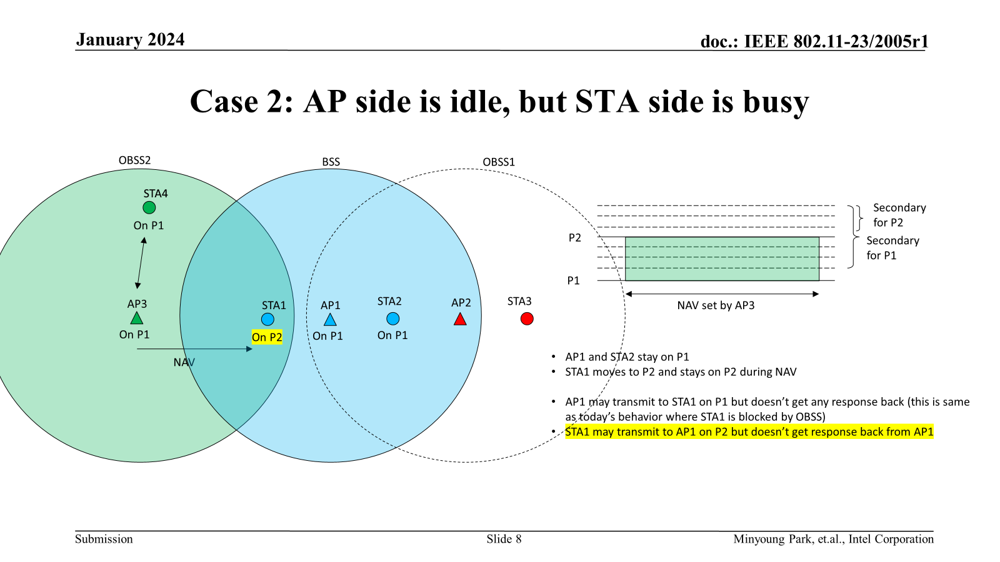 January 2024
doc.: IEEE 802.11-23/2005r1
Case 2: AP side is idle, but STA side is busy
OBSS2
BSS
OBSS1
STA4
On P1
AP3
On P1
NAV
STA1
On P2
AP1
On P1
STA2
On P1
AP2
STA3
P2
P1
Secondary
for P2
Secondary
for P1
NAV set by AP3
• AP1 and STA2 stay on P1
• STA1 moves to P2 and stays on P2 during NAV
• AP1 may transmit to STA1 on P1 but doesn’t get any response back (this is same
as today’s behavior where STA1 is blocked by OBSS)
• STA1 may transmit to AP1 on P2 but doesn’t get response back from AP1
Submission
Slide 8
Minyoung Park, et.al., Intel Corporation